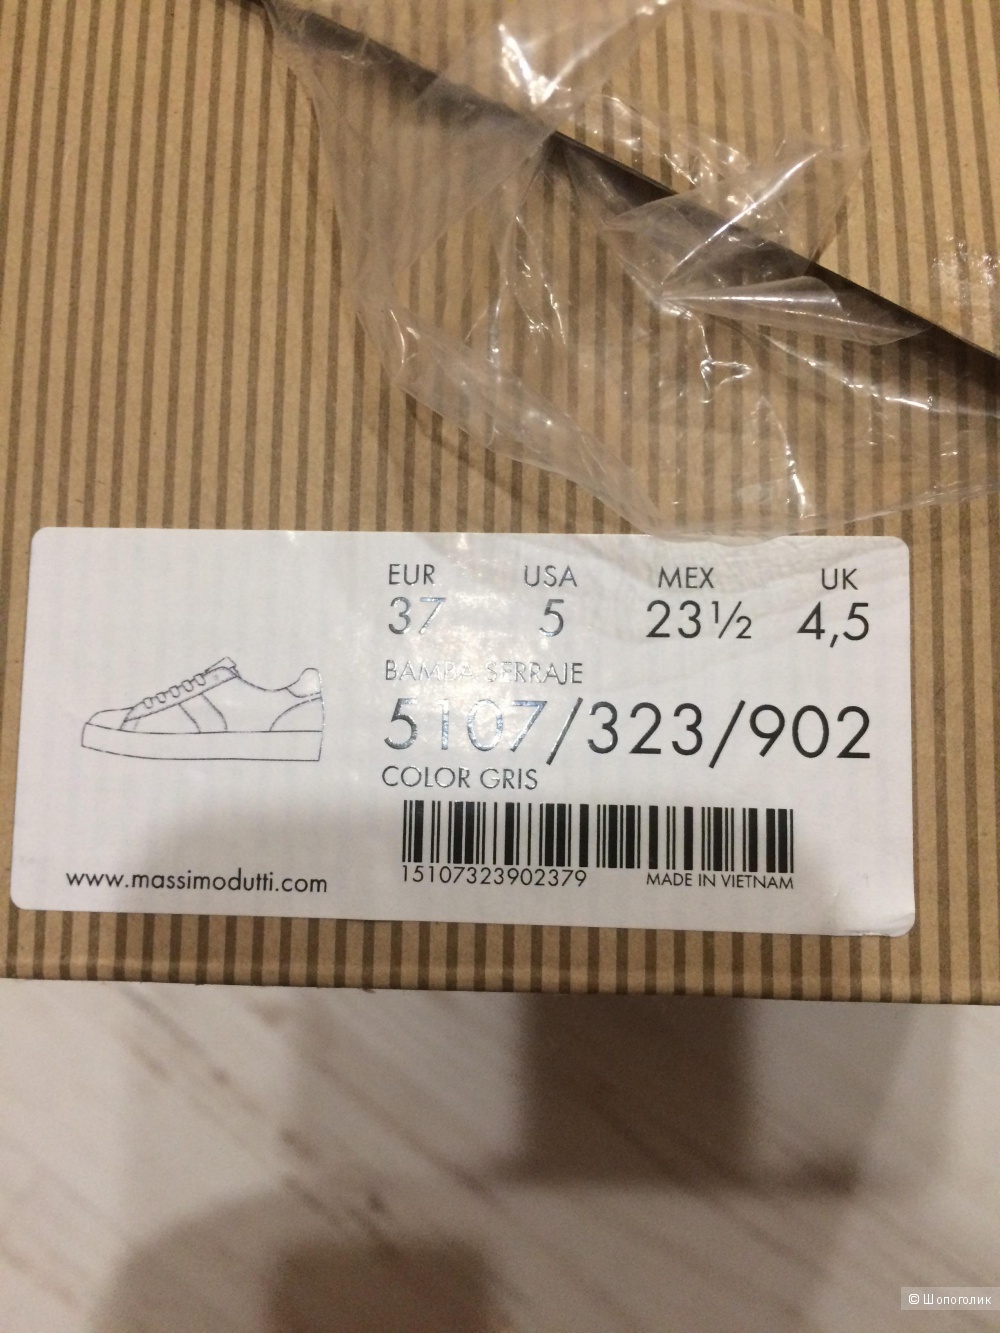 EUR USA MEX UK
37 5 23½ 4,5
BAMBA SERRAJE
5107/323/902
COLOR GRIS
15107323902379 MADE IN VIETNAM
www.massimodutti.com
© Шопоголик